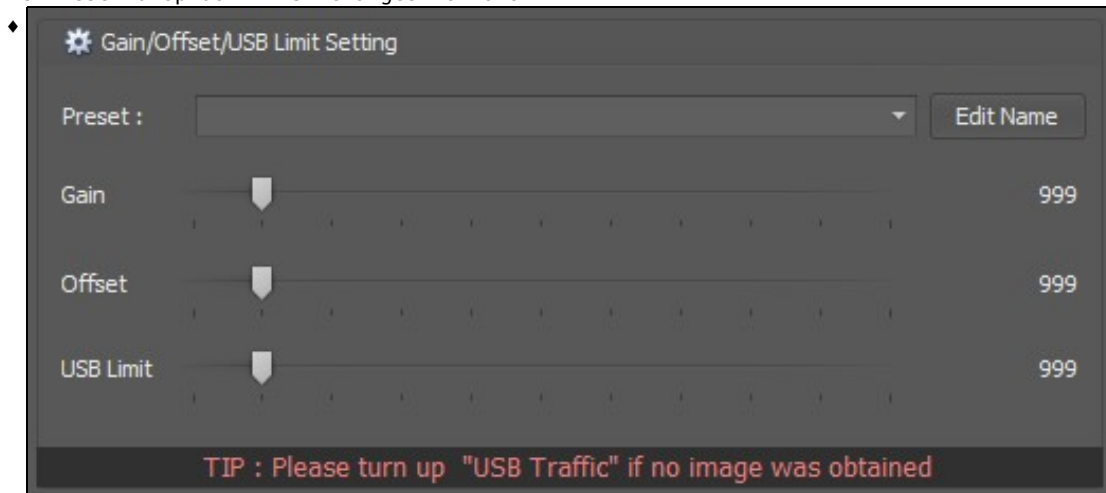 ♦
Gain/Offset/USB Limit Setting
Preset :
Edit Name
Gain 999
Offset 999
USB Limit 999
TIP : Please turn up "USB Traffic" if no image was obtained